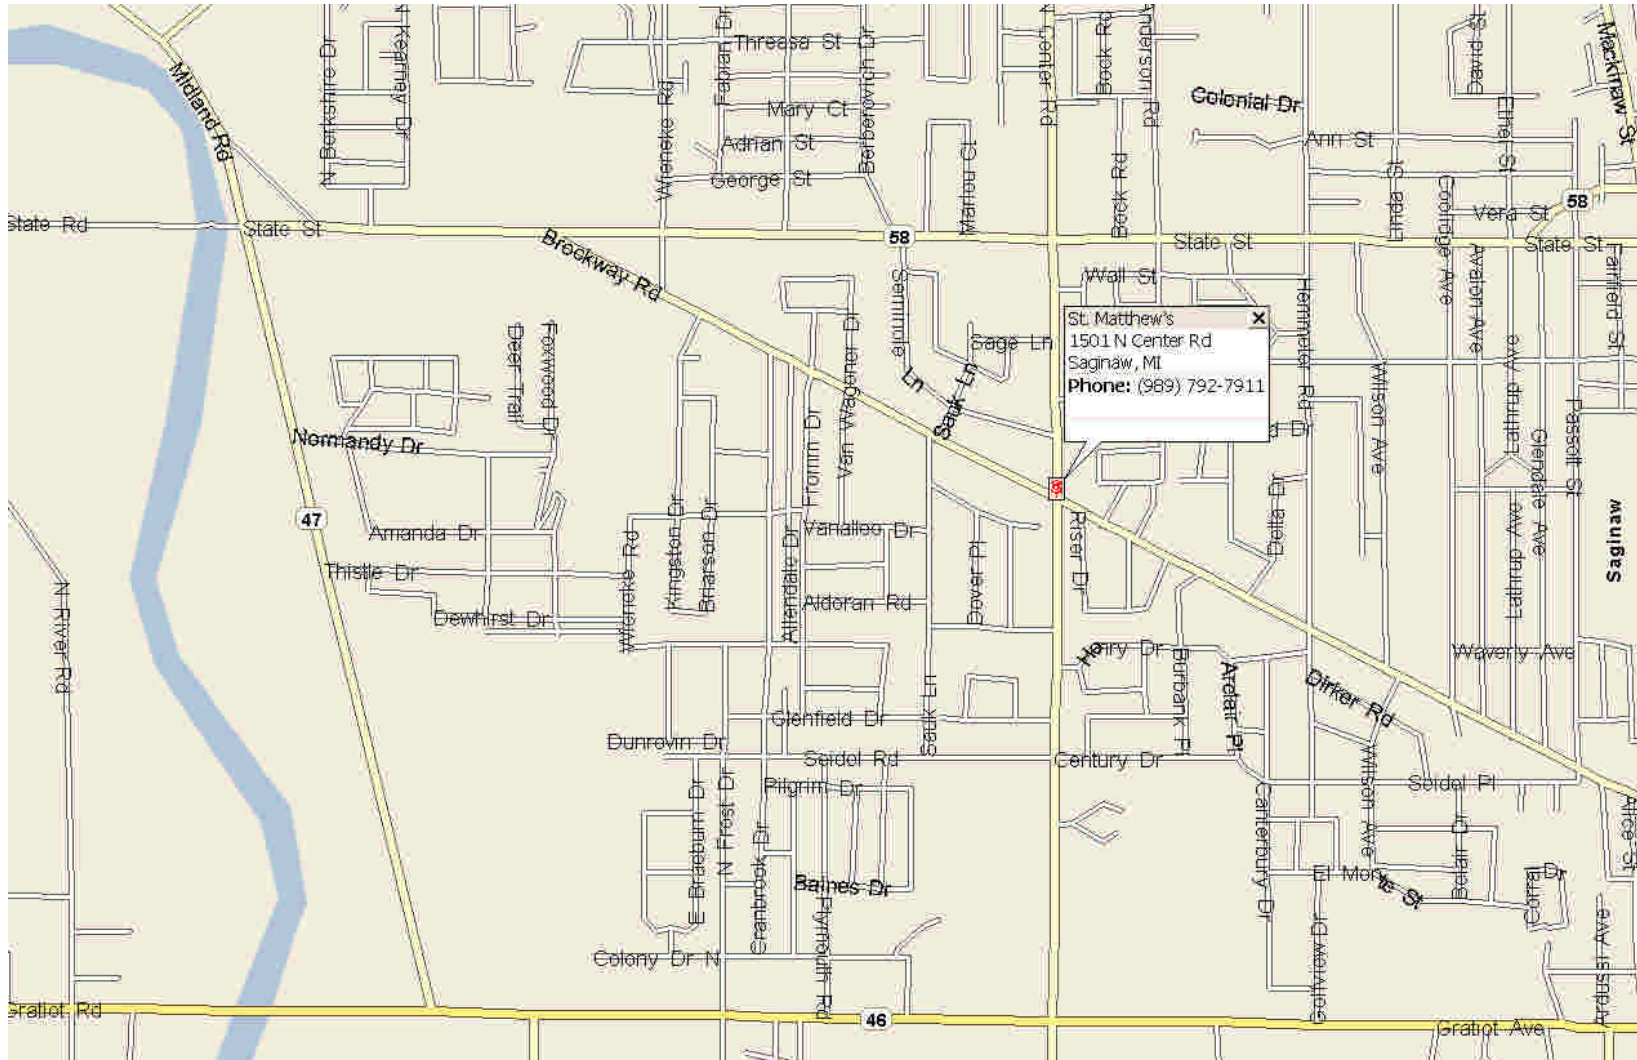 Midland Rd
N Berkshire Dr
N Kearney Dr
Wieneke Rd
Fabian Dr
Threasa St
Mary Ct
Adrian St
George St
Berberovich Dr
Marion Ct
N Center Rd
Bock Rd
Anderson Rd
Bock Rd
Colonial Dr
Ann St
David St
Ethel St
Mackinaw St
Linda St
Coolidge Ave
Vera St
58
State Rd
State St
58
State St
State St
Brockway Rd
Wall St
Hemmeter Rd
Avalon Ave
Fairfield St
Seminole Ln
Sage Ln
Sauk Ln
St. Matthew's
1501 N Center Rd
Saginaw, MI
Phone: (989) 792-7911
Deer Trail
Foxwood Dr
Van Wagoner Dr
Fromm Dr
Normandy Dr
Wilson Ave
Lathrup Ave
Glendale Ave
Passolt St
Saginaw
47
Amanda Dr
Thistle Dr
Dewhirst Dr
Wieneke Rd
Kingston Dr
Briarson Dr
Allendale Dr
Vanalloo Dr
Aldoran Rd
Dover Pl
Riser Dr
Delta Dr
Lathrup Ave
N River Rd
Burbank Pl
Arclair Pl
Waverly Ave
Dirker Rd
Glenfield Dr
Sauk Ln
Dunrovin Dr
Seidel Rd
Century Dr
Pilgrim Dr
Seidel Pl
E Braeburn Dr
N Frost Dr
Cranbrook Dr
Baines Dr
Plymouth Rd
Canterbury Dr
Wilson Ave
Belair Dr
El Monte St
Corral Dr
Alice St
Colony Dr N
Gratiot Rd
46
Gratiot Ave